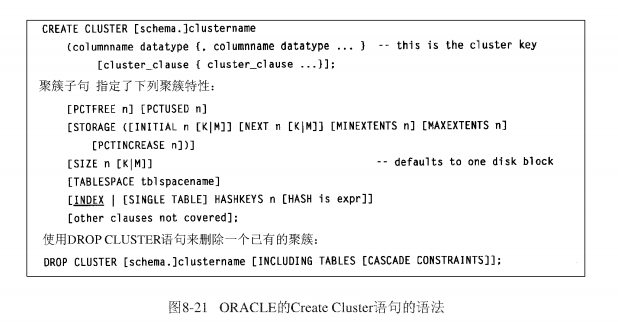 CREATE CLUSTER [schema.]clustername
(columnname datatype {, columnname datatype ... } -- this is the cluster key
[cluster_clause { cluster_clause ...}];
聚簇子句 指定了下列聚簇特性:
[PCTFREE n] [PCTUSED n]
[STORAGE ([INITIAL n [K|M]] [NEXT n [K|M]] [MINEXTENTS n] [MAXEXTENTS n]
[PCTINCREASE n])]
[SIZE n [K|M]] -- defaults to one disk block
[TABLESPACE tblspacename]
[INDEX | [SINGLE TABLE] HASHKEYS n [HASH is expr]]
[other clauses not covered];
使用DROP CLUSTER语句来删除一个已有的聚簇:
DROP CLUSTER [schema.]clustername [INCLUDING TABLES [CASCADE CONSTRAINTS]];
图8-21 ORACLE的Create Cluster语句的语法